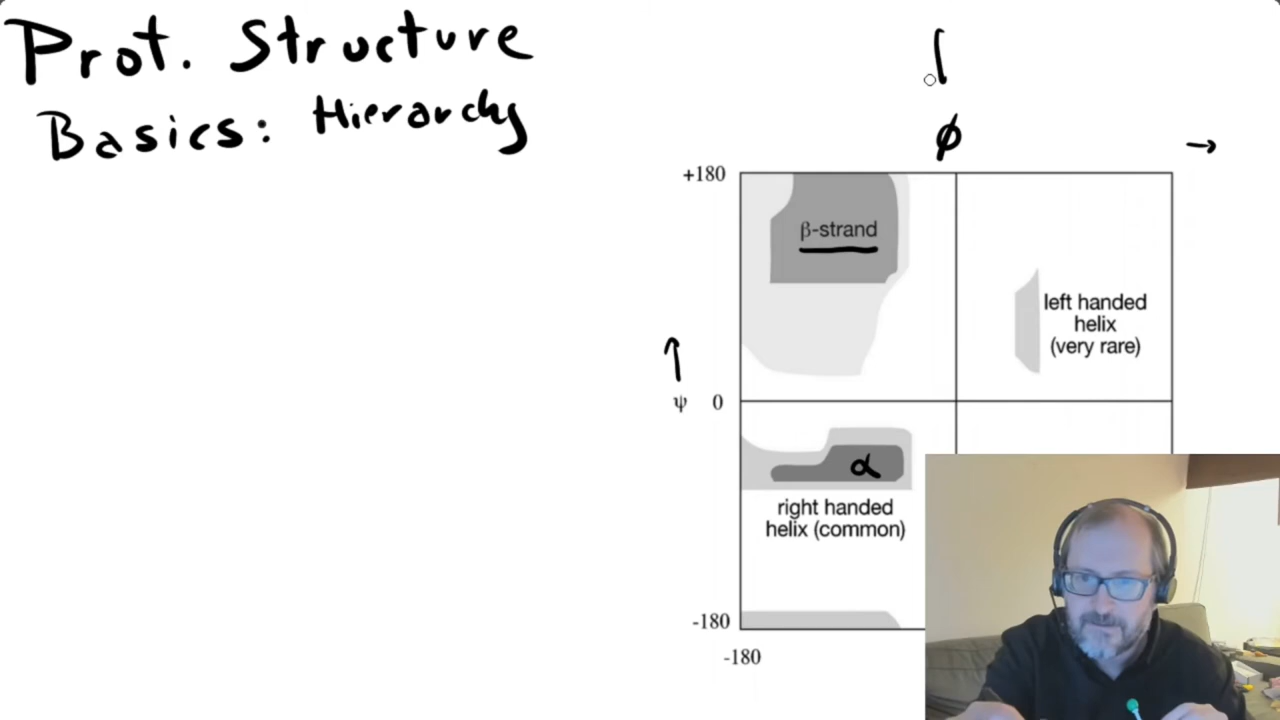 Prot. Structure
Basics: Hierarchy
ϕ →
+180
β-strand
left handed
helix
(very rare)
↑
ψ 0
α
right handed
helix (common)
-180
-180